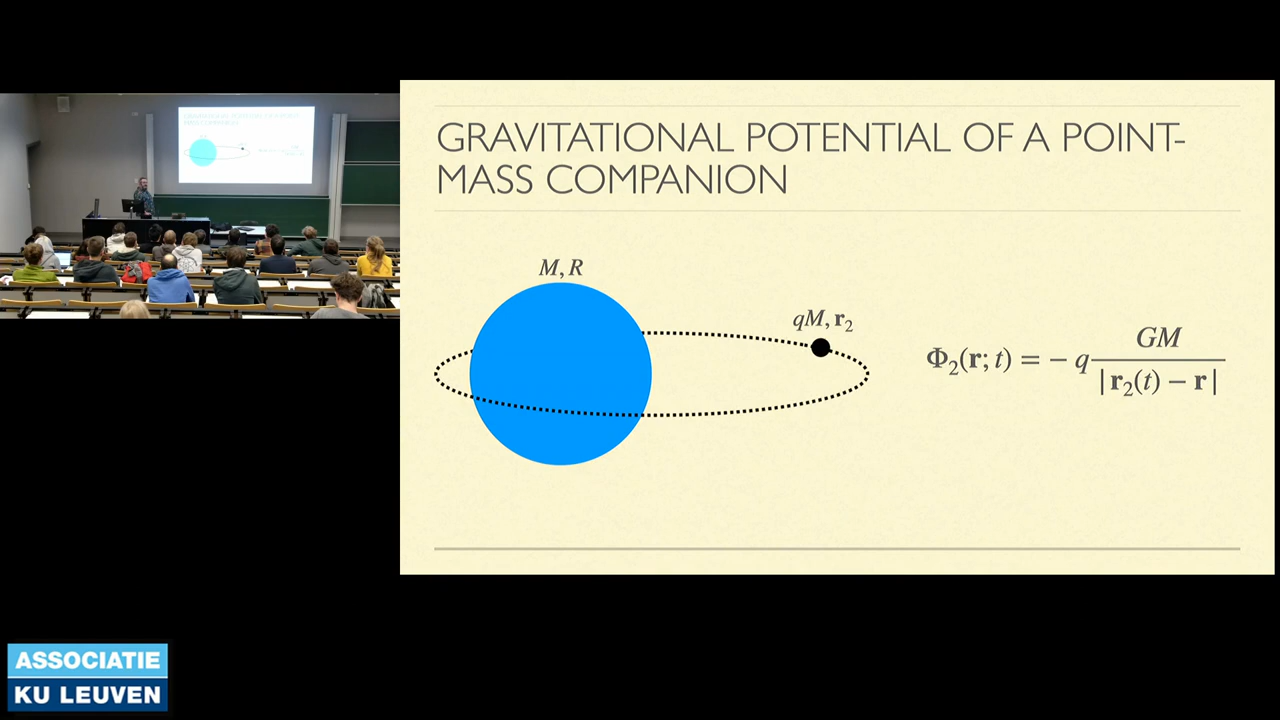 GRAVITATIONAL POTENTIAL OF A POINT-
MASS COMPANION
M, R
qM, r₂
Φ₂(r; t) = − q GM / |r₂(t) − r|
ASSOCIATIE
KU LEUVEN